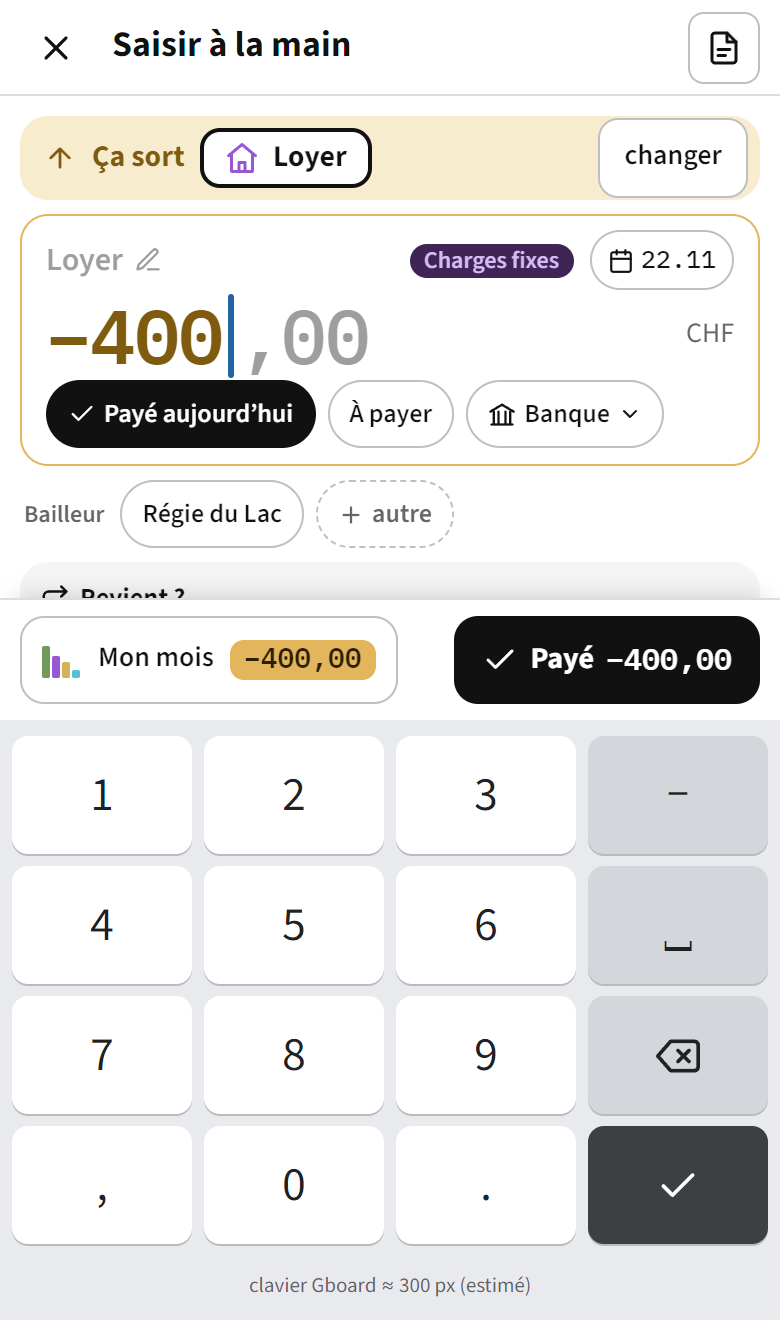 Saisir à la main
Ça sort Loyer changer
Loyer Charges fixes 22.11
−400,00 CHF
Payé aujourd’hui À payer Banque
Bailleur Régie du Lac + autre
Revient ?
Mon mois −400,00 Payé −400,00
1 2 3 −
4 5 6 ⎵
7 8 9
, 0 .
clavier Gboard ≈ 300 px (estimé)